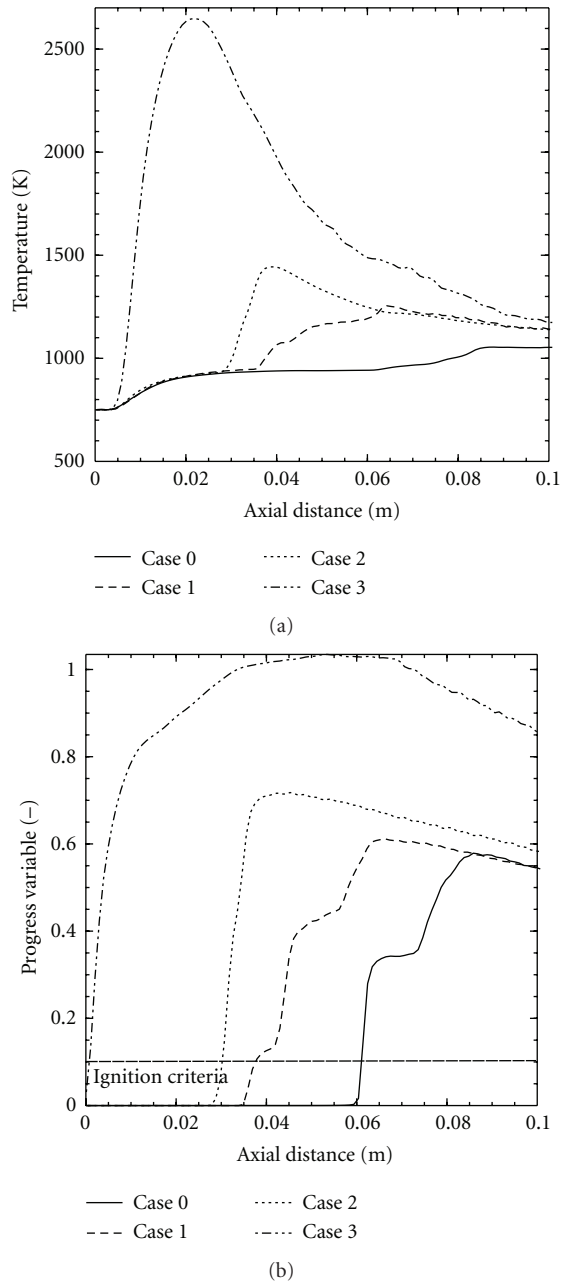 2500
2000
1500
1000
500
Temperature (K)
0 0.02 0.04 0.06 0.08 0.1
Axial distance (m)
Case 0 Case 2
Case 1 Case 3
(a)
1
0.8
0.6
0.4
0.2
0
Progress variable (−)
Ignition criteria
0 0.02 0.04 0.06 0.08 0.1
Axial distance (m)
Case 0 Case 2
Case 1 Case 3
(b)